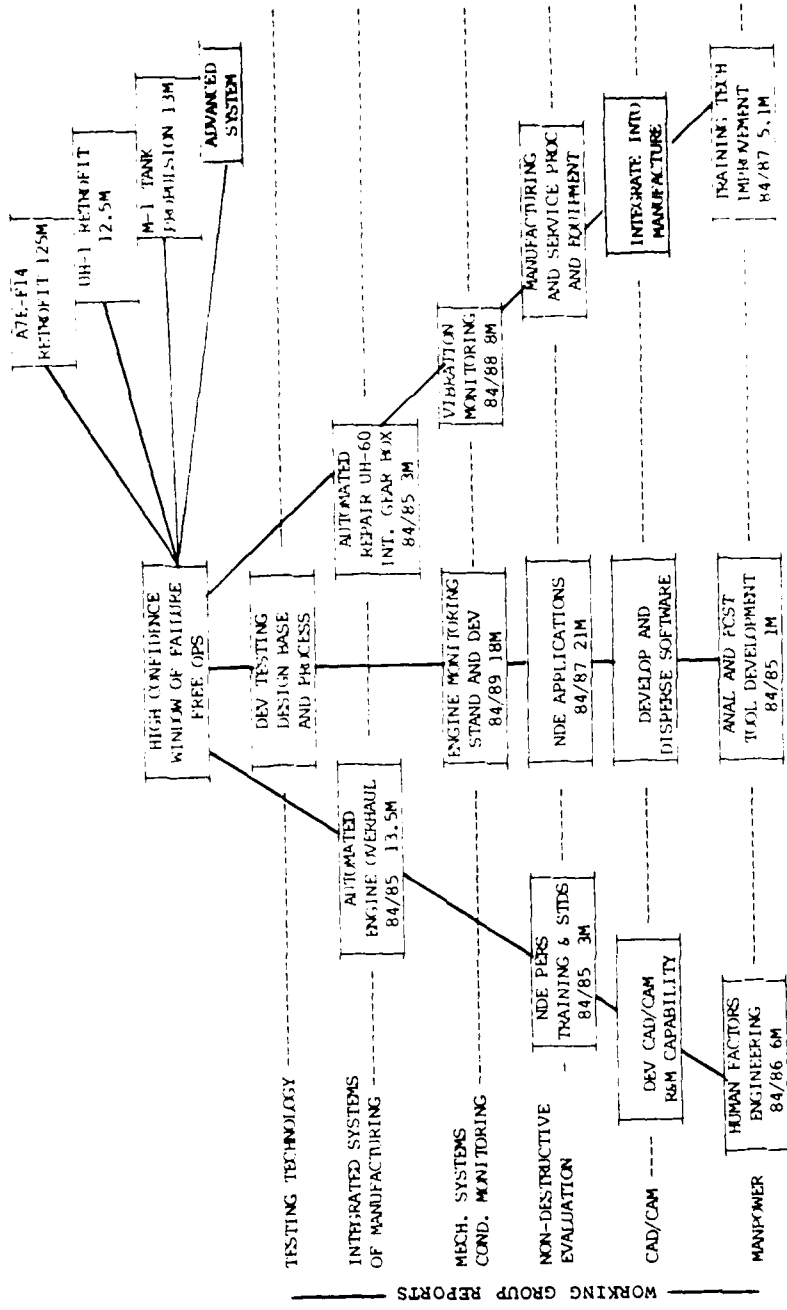 A7E-F14
RETROFIT 125M
UH-1 RETROFIT
12.5M
M-1 TANK
PROPULSION 13M
ADVANCED
SYSTEM
HIGH CONFIDENCE
WINDOW OF FAILURE
FREE OPS
TESTING TECHNOLOGY
DEV TESTING
DESIGN BASE
AND PROCESS
INTEGRATED SYSTEMS
OF MANUFACTURING
AUTOMATED
ENGINE OVERHAUL
84/85 13.5M
AUTOMATED
REPAIR UH-60
INT. GEAR BOX
84/85 3M
MECH. SYSTEMS
COND. MONITORING
ENGINE MONITORING
STAND AND DEV
84/89 18M
VIBRATION
MONITORING
84/88 8M
NON-DESTRUCTIVE
EVALUATION
NDE PERS
TRAINING & STDS
84/85 3M
NDE APPLICATIONS
84/87 21M
MANUFACTURING
AND SERVICE PROC
AND EQUIPMENT
CAD/CAM
DEV CAD/CAM
R&M CAPABILITY
DEVELOP AND
DISPERSE SOFTWARE
INTEGRATE INTO
MANUFACTURE
MANPOWER
HUMAN FACTORS
ENGINEERING
84/86 6M
ANAL AND FCST
TOOL DEVELOPMENT
84/85 1M
TRAINING TECH
IMPROVEMENT
84/87 5.1M
WORKING GROUP REPORTS